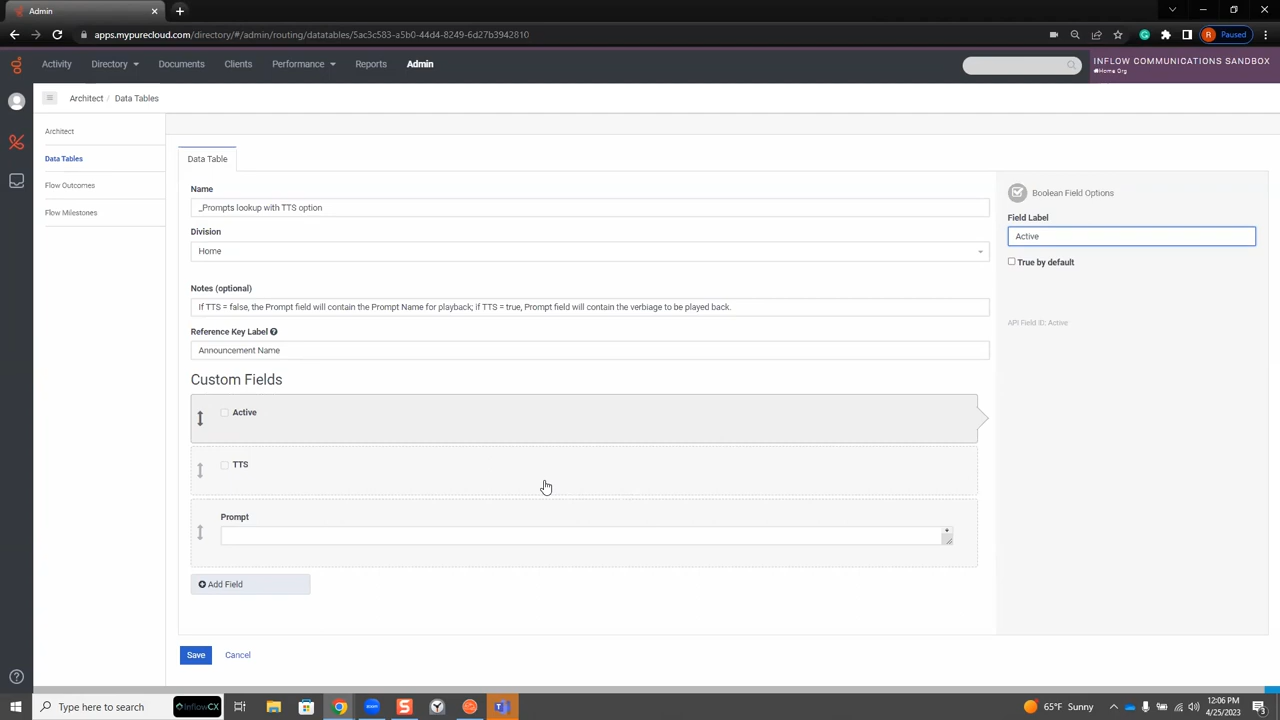 Admin
apps.mypurecloud.com/directory/#/admin/routing/datatables/5ac3c583-a5b0-44d4-8249-6d27b3942810
R Paused
Activity Directory Documents Clients Performance Reports Admin
INFLOW COMMUNICATIONS SANDBOX
Home Org
Architect / Data Tables
Architect
Data Tables
Flow Outcomes
Flow Milestones
Data Table
Name
_Prompts lookup with TTS option
Division
Home
Notes (optional)
If TTS = false, the Prompt field will contain the Prompt Name for playback; If TTS = true, Prompt field will contain the verbiage to be played back.
Reference Key Label
Announcement Name
Custom Fields
Active
TTS
Prompt
Add Field
Save Cancel
Boolean Field Options
Field Label
Active
True by default
API Field ID: Active
Type here to search
InflowCX
65°F Sunny
12:06 PM
4/25/2023